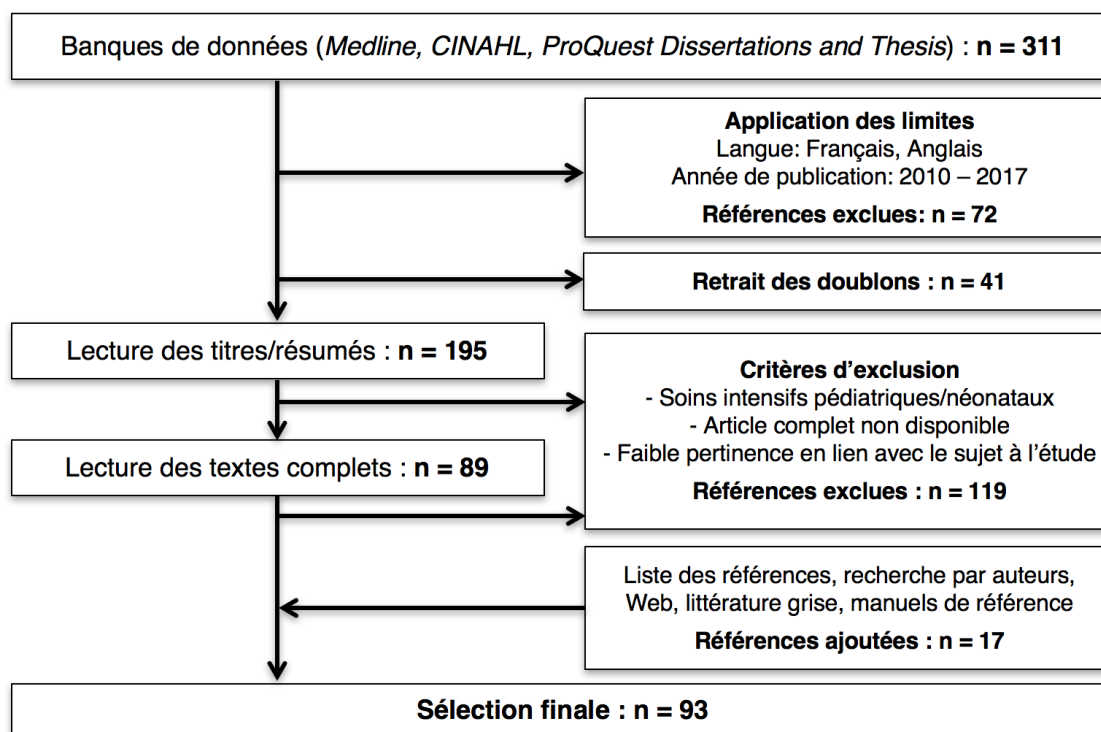 Banques de données (Medline, CINAHL, ProQuest Dissertations and Thesis) : n = 311
Application des limites
Langue: Français, Anglais
Année de publication: 2010 – 2017
Références exclues: n = 72
Retrait des doublons : n = 41
Lecture des titres/résumés : n = 195
Critères d’exclusion
- Soins intensifs pédiatriques/néonataux
- Article complet non disponible
- Faible pertinence en lien avec le sujet à l’étude
Références exclues : n = 119
Lecture des textes complets : n = 89
Liste des références, recherche par auteurs,
Web, littérature grise, manuels de référence
Références ajoutées : n = 17
Sélection finale : n = 93